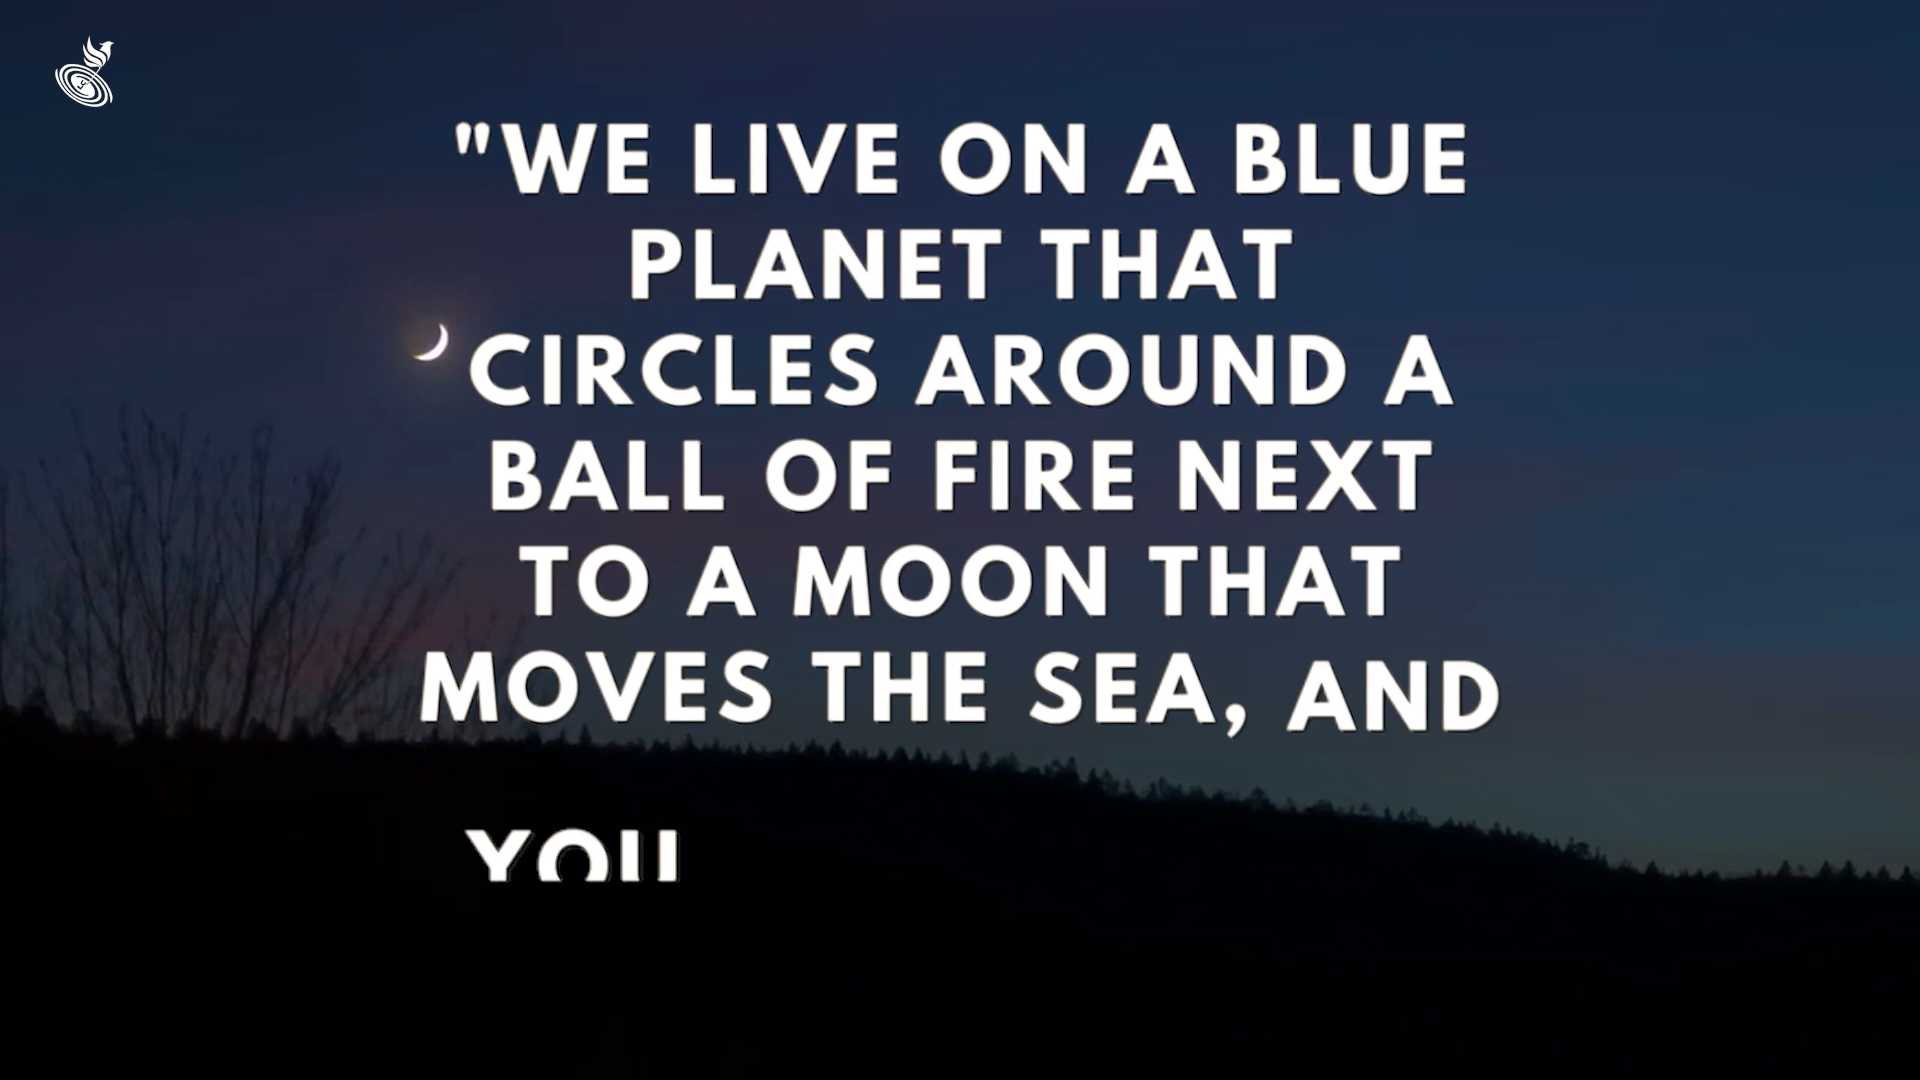 "WE LIVE ON A BLUE
PLANET THAT
CIRCLES AROUND A
BALL OF FIRE NEXT
TO A MOON THAT
MOVES THE SEA, AND
YOU